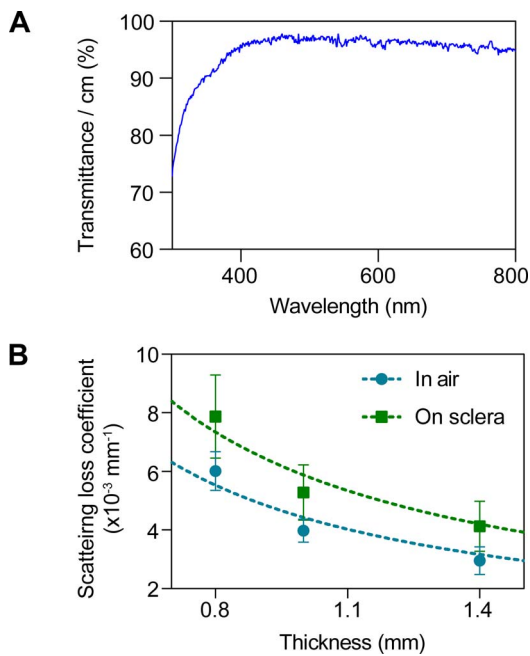 A
Transmittance / cm (%)
100
90
80
70
60
400
600
800
Wavelength (nm)
B
Scatteirng loss coefficient
(x10⁻³ mm⁻¹)
10
8
6
4
2
In air
On sclera
0.8
1.1
1.4
Thickness (mm)